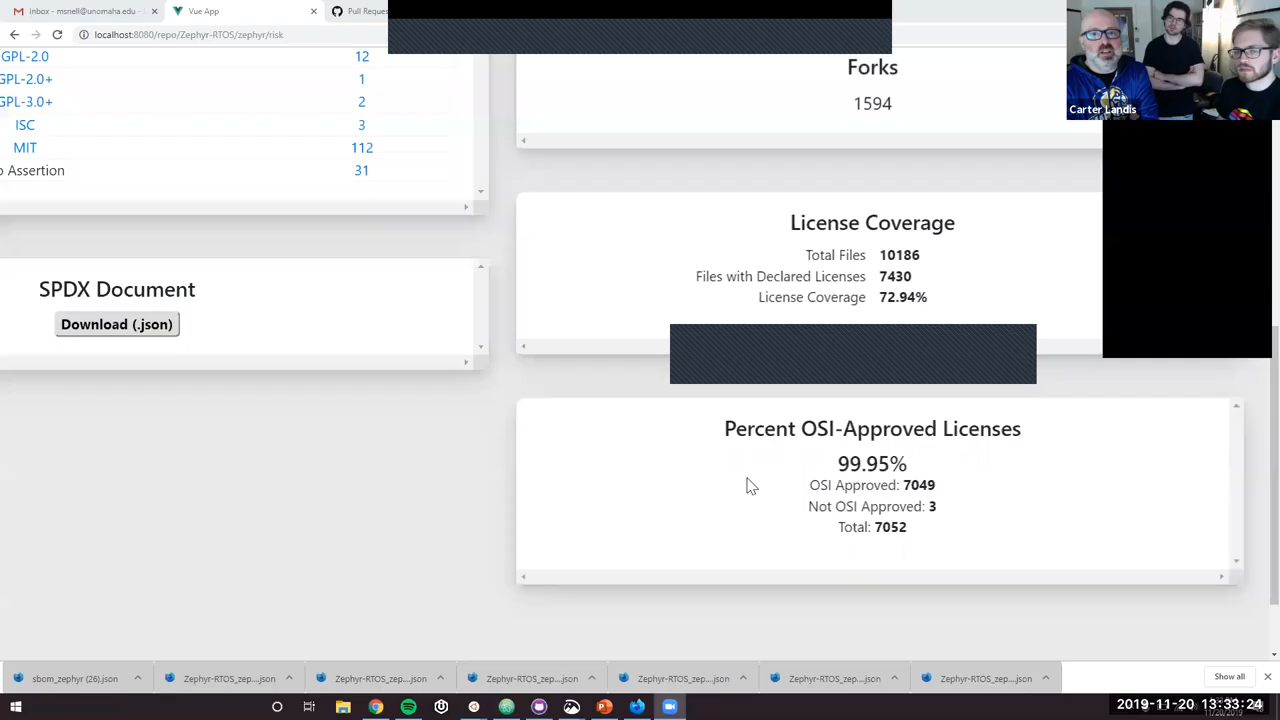 Inbox - msnell@unomaha.edu -
Vue App
Pull Reques
localhost:8080/repo/Zephyr-RTOS/zephyr/risk
GPL-2.0 12
GPL-2.0+ 1
GPL-3.0+ 2
ISC 3
MIT 112
o Assertion 31
SPDX Document
Download (.json)
Forks
1594
License Coverage
Total Files 10186
Files with Declared Licenses 7430
License Coverage 72.94%
Percent OSI-Approved Licenses
99.95%
OSI Approved: 7049
Not OSI Approved: 3
Total: 7052
Carter Landis
sbom_zephyr (26).json
Zephyr-RTOS_zep....json
Zephyr-RTOS_zep....json
Zephyr-RTOS_zep....json
Zephyr-RTOS_zep....json
Zephyr-RTOS_zep....json
Zephyr-RTOS_zep....json
Show all
2019-11-20 13:33:24
11/20/2019